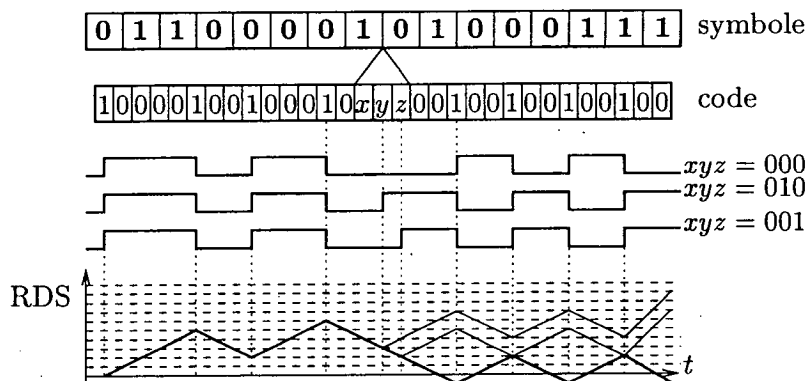 0 1 1 0 0 0 0 1 0 1 0 0 0 1 1 1 symbole
1 0 0 0 0 1 0 0 1 0 0 0 1 0 x y z 0 0 1 0 0 1 0 0 1 0 0 1 0 0 code
xyz = 000
xyz = 010
xyz = 001
RDS
t